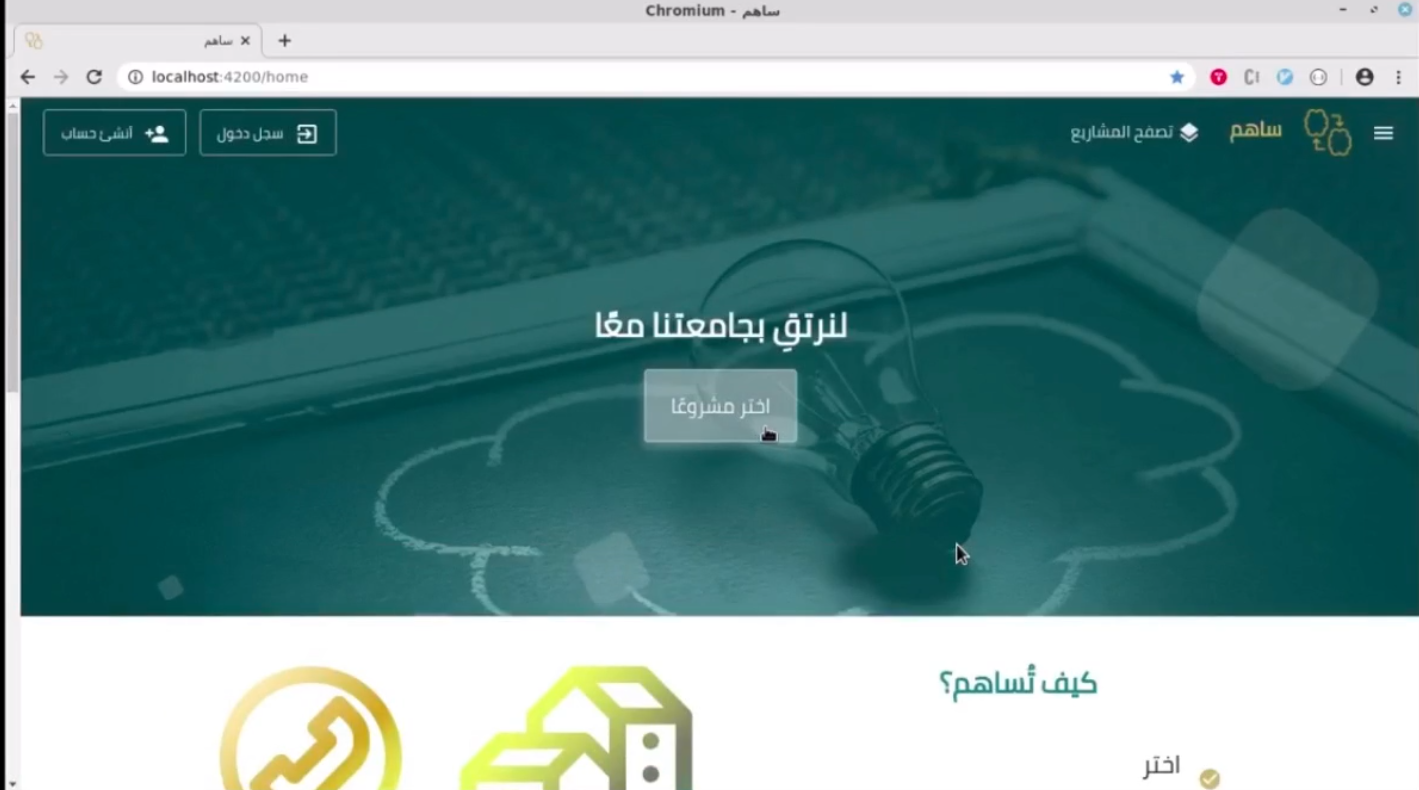 ساهم - Chromium
ساهم
localhost:4200/home
ساهم
تصفح المشاريع
سجل دخول
أنشئ حساب
لنرتقِ بجامعتنا معًا
اختر مشروعًا
كيف تُساهم؟
اختر